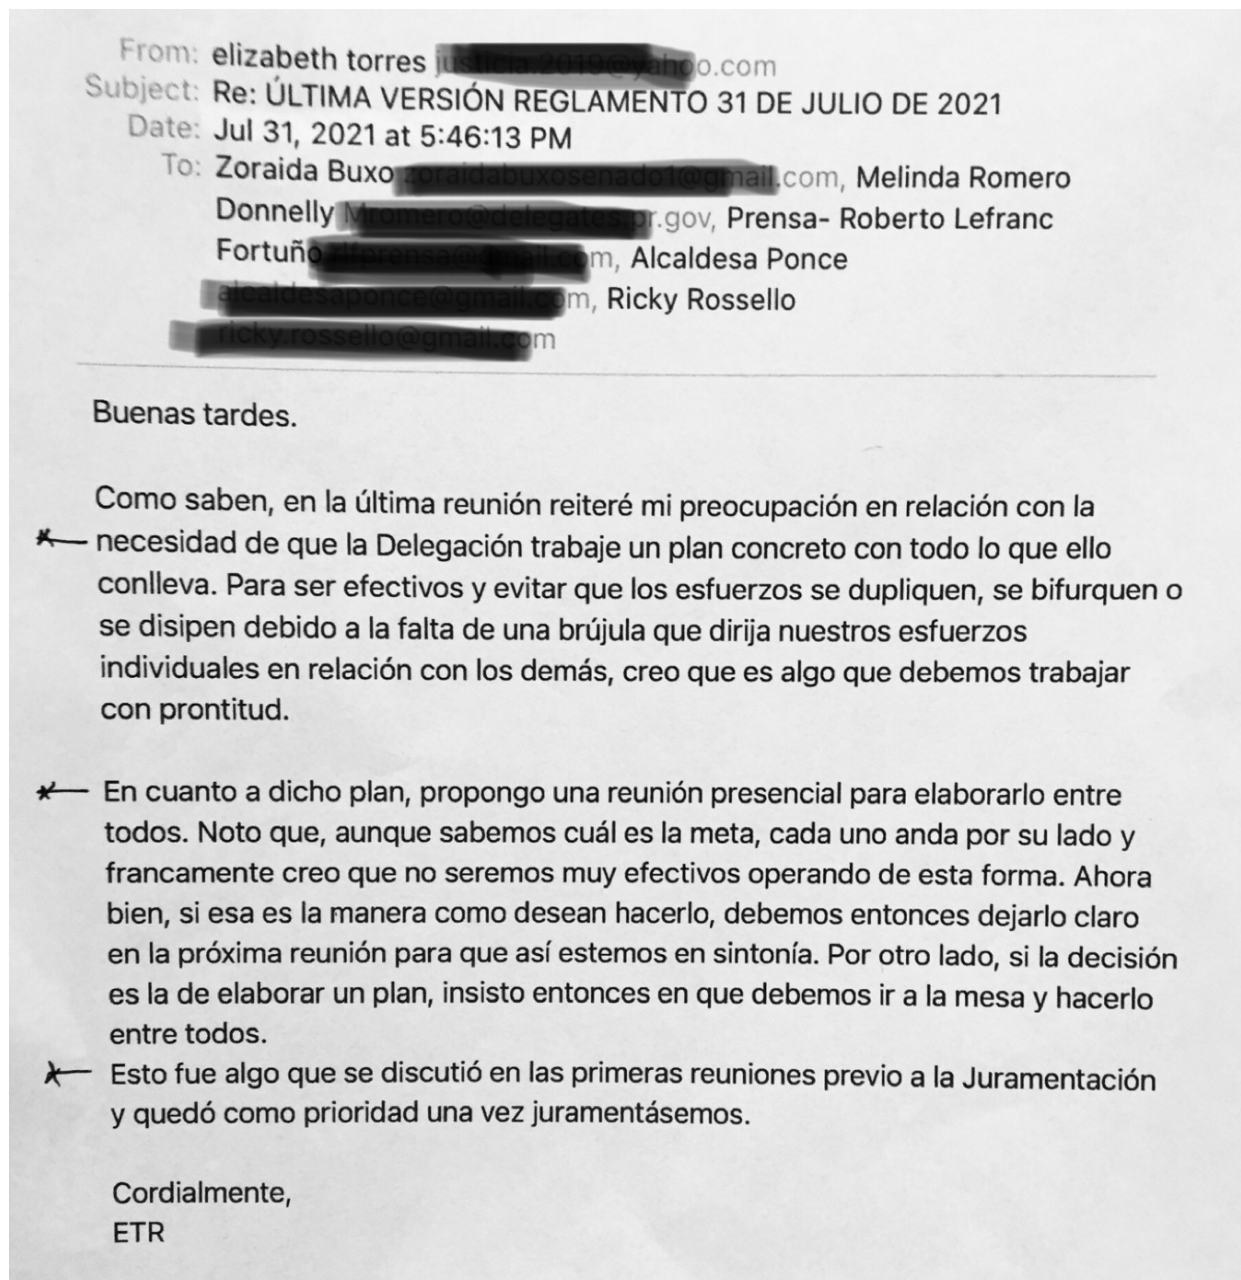 From: elizabeth torres o.com
Subject: Re: ÚLTIMA VERSIÓN REGLAMENTO 31 DE JULIO DE 2021
Date: Jul 31, 2021 at 5:46:13 PM
To: Zoraida Buxo .com, Melinda Romero
Donnelly r.gov, Prensa- Roberto Lefranc
Fortuño m, Alcaldesa Ponce
m, Ricky Rossello
m
Buenas tardes.
Como saben, en la última reunión reiteré mi preocupación en relación con la
necesidad de que la Delegación trabaje un plan concreto con todo lo que ello
conlleva. Para ser efectivos y evitar que los esfuerzos se dupliquen, se bifurquen o
se disipen debido a la falta de una brújula que dirija nuestros esfuerzos
individuales en relación con los demás, creo que es algo que debemos trabajar
con prontitud.
En cuanto a dicho plan, propongo una reunión presencial para elaborarlo entre
todos. Noto que, aunque sabemos cuál es la meta, cada uno anda por su lado y
francamente creo que no seremos muy efectivos operando de esta forma. Ahora
bien, si esa es la manera como desean hacerlo, debemos entonces dejarlo claro
en la próxima reunión para que así estemos en sintonía. Por otro lado, si la decisión
es la de elaborar un plan, insisto entonces en que debemos ir a la mesa y hacerlo
entre todos.
Esto fue algo que se discutió en las primeras reuniones previo a la Juramentación
y quedó como prioridad una vez juramentásemos.
Cordialmente,
ETR